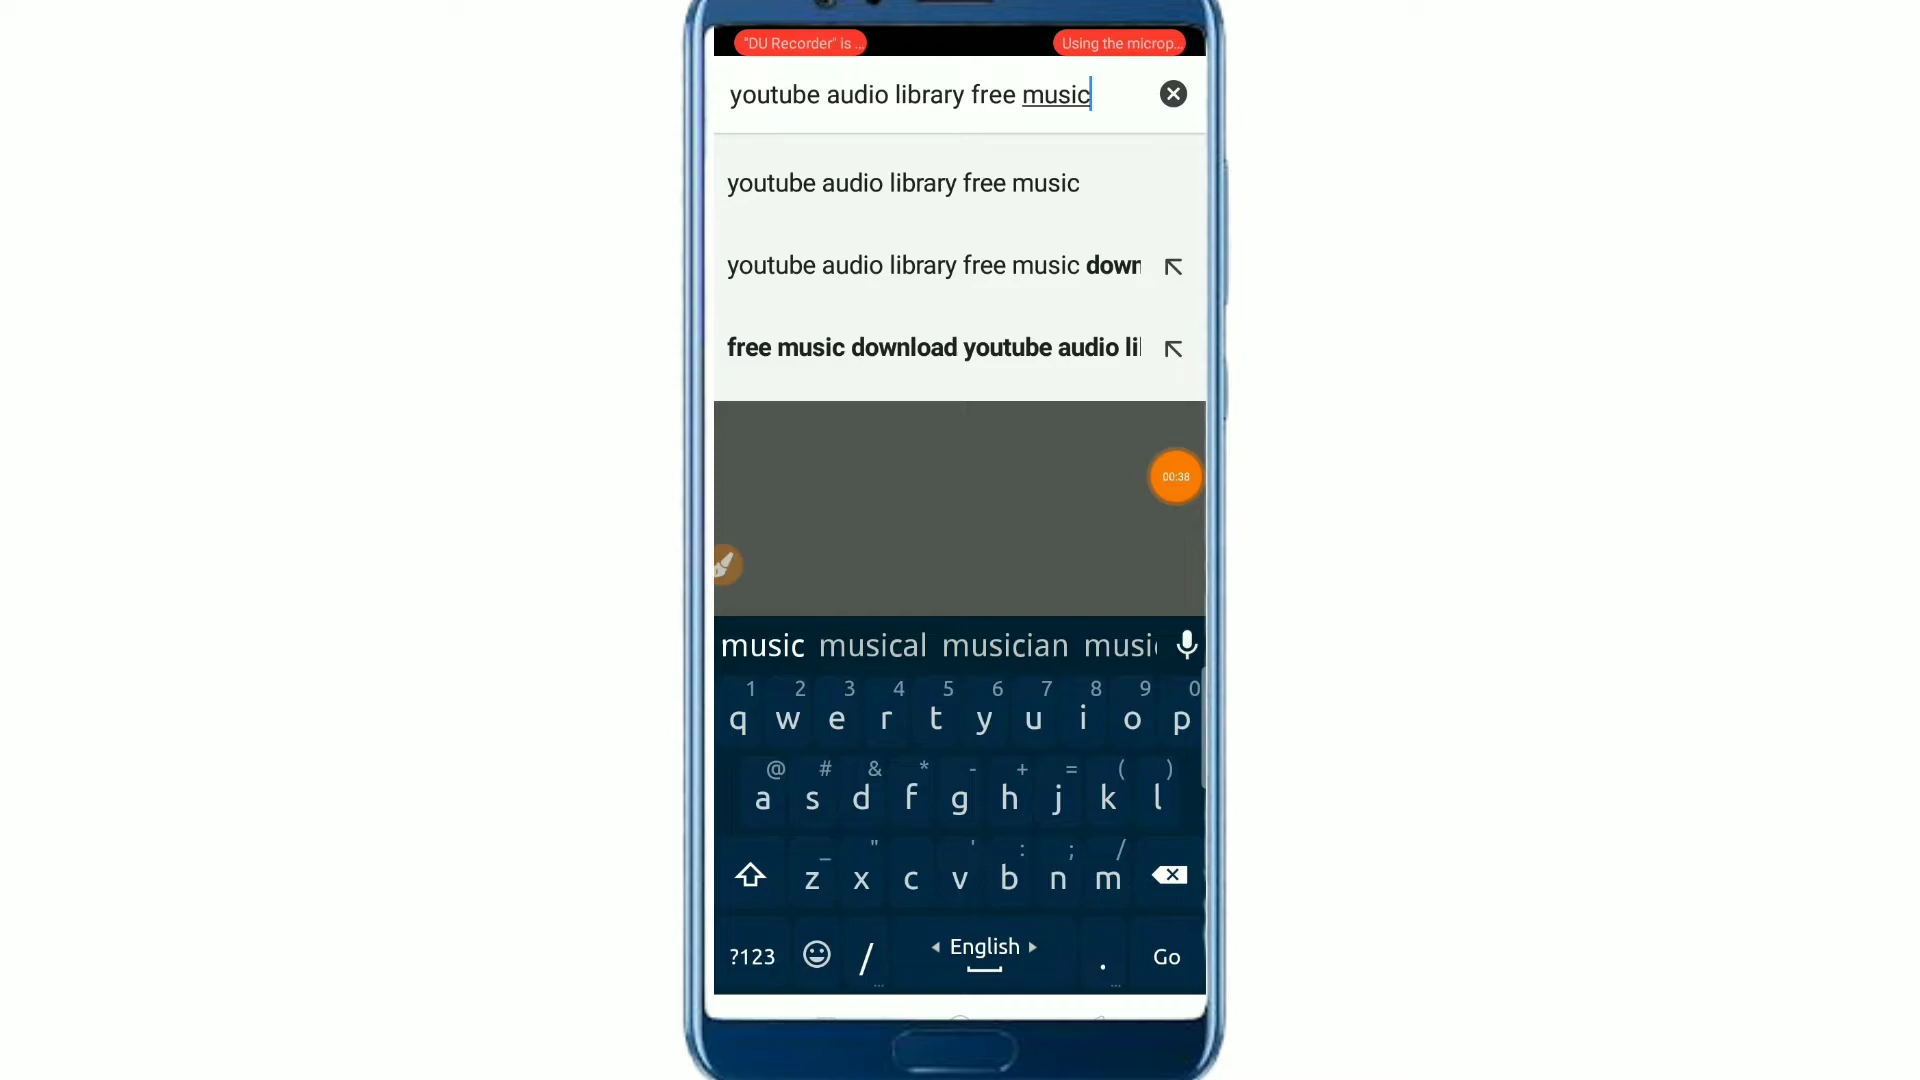 "DU Recorder" is ... Using the microp...
youtube audio library free music
youtube audio library free music
youtube audio library free music down
free music download youtube audio li
00:38
music musical musician music
1 2 3 4 5 6 7 8 9 0
q w e r t y u i o p
@ # & * - + = ( )
a s d f g h j k l
_ " ' : ; /
z x c v b n m
?123 / English . Go